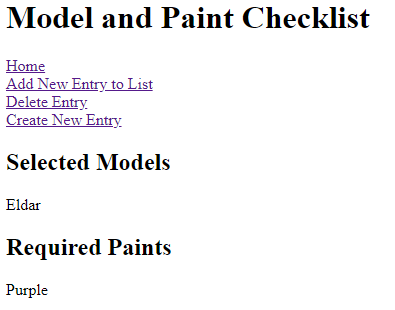 Model and Paint Checklist
Home
Add New Entry to List
Delete Entry
Create New Entry
Selected Models
Eldar
Required Paints
Purple